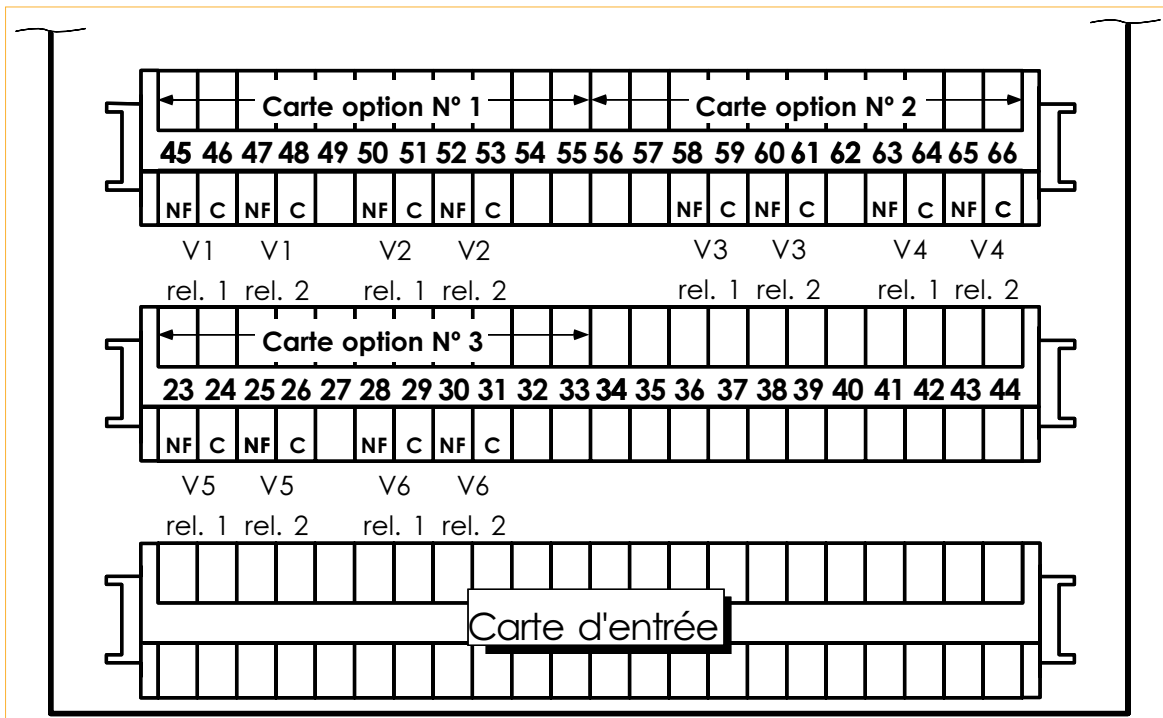 Carte option Nº 1 Carte option Nº 2
45 46 47 48 49 50 51 52 53 54 55 56 57 58 59 60 61 62 63 64 65 66
NF C NF C NF C NF C NF C NF C NF C NF C
V1 V1 V2 V2 V3 V3 V4 V4
rel. 1 rel. 2 rel. 1 rel. 2 rel. 1 rel. 2 rel. 1 rel. 2
Carte option Nº 3
23 24 25 26 27 28 29 30 31 32 33 34 35 36 37 38 39 40 41 42 43 44
NF C NF C NF C NF C
V5 V5 V6 V6
rel. 1 rel. 2 rel. 1 rel. 2
Carte d'entrée